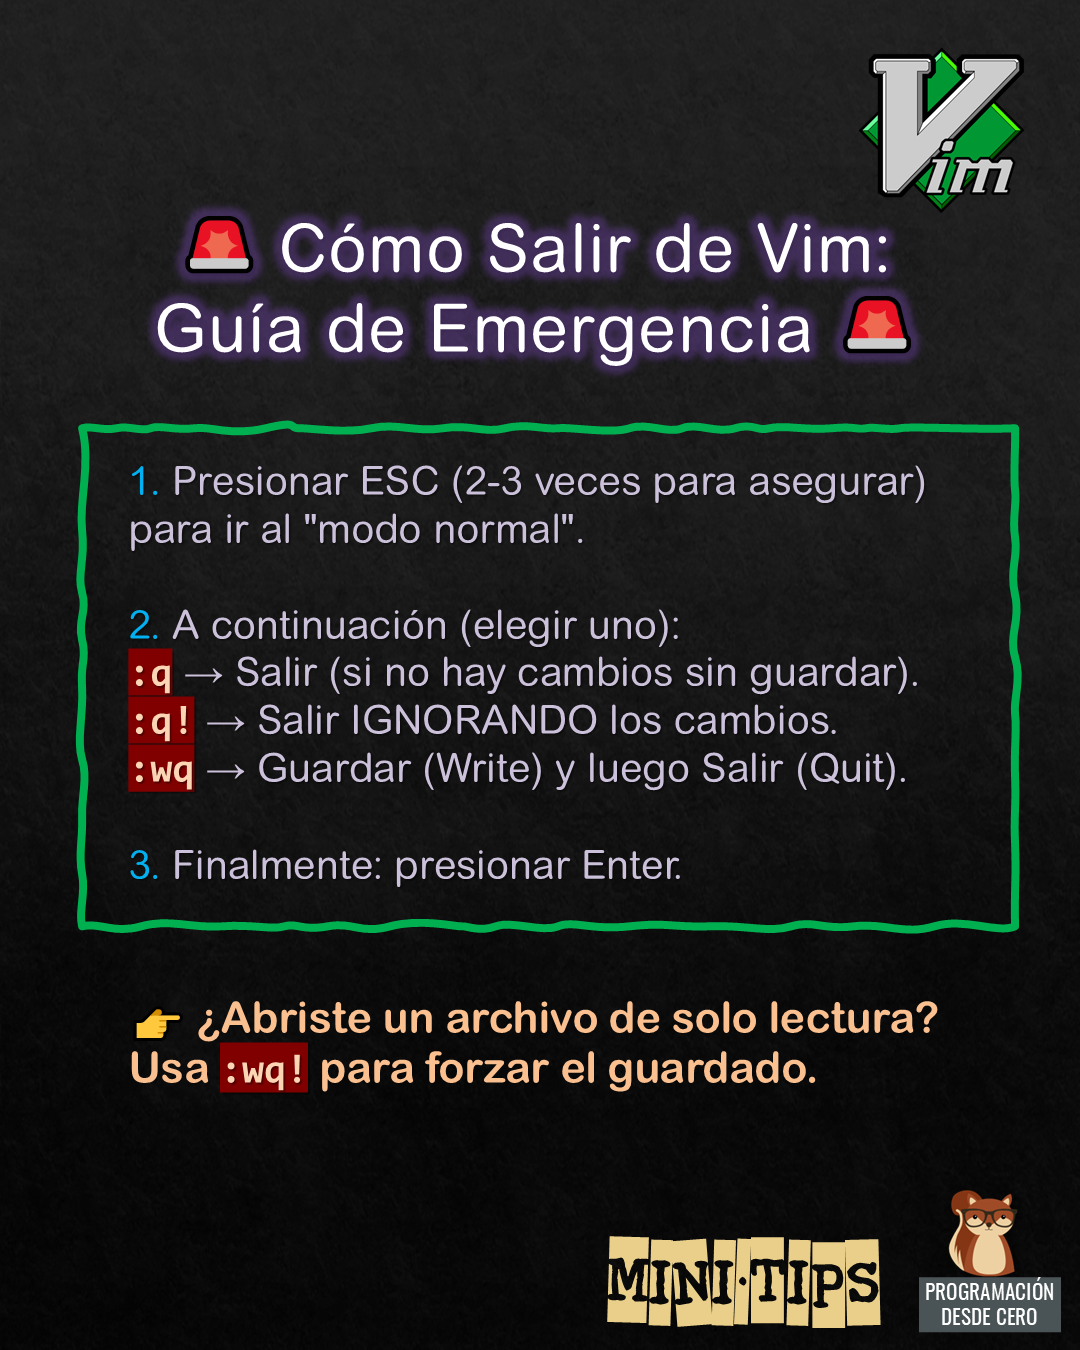 Vim
🚨 Cómo Salir de Vim:
Guía de Emergencia 🚨
1. Presionar ESC (2-3 veces para asegurar)
para ir al "modo normal".
2. A continuación (elegir uno):
:q → Salir (si no hay cambios sin guardar).
:q! → Salir IGNORANDO los cambios.
:wq → Guardar (Write) y luego Salir (Quit).
3. Finalmente: presionar Enter.
👉 ¿Abriste un archivo de solo lectura?
Usa :wq! para forzar el guardado.
MINI·TIPS
PROGRAMACIÓN
DESDE CERO